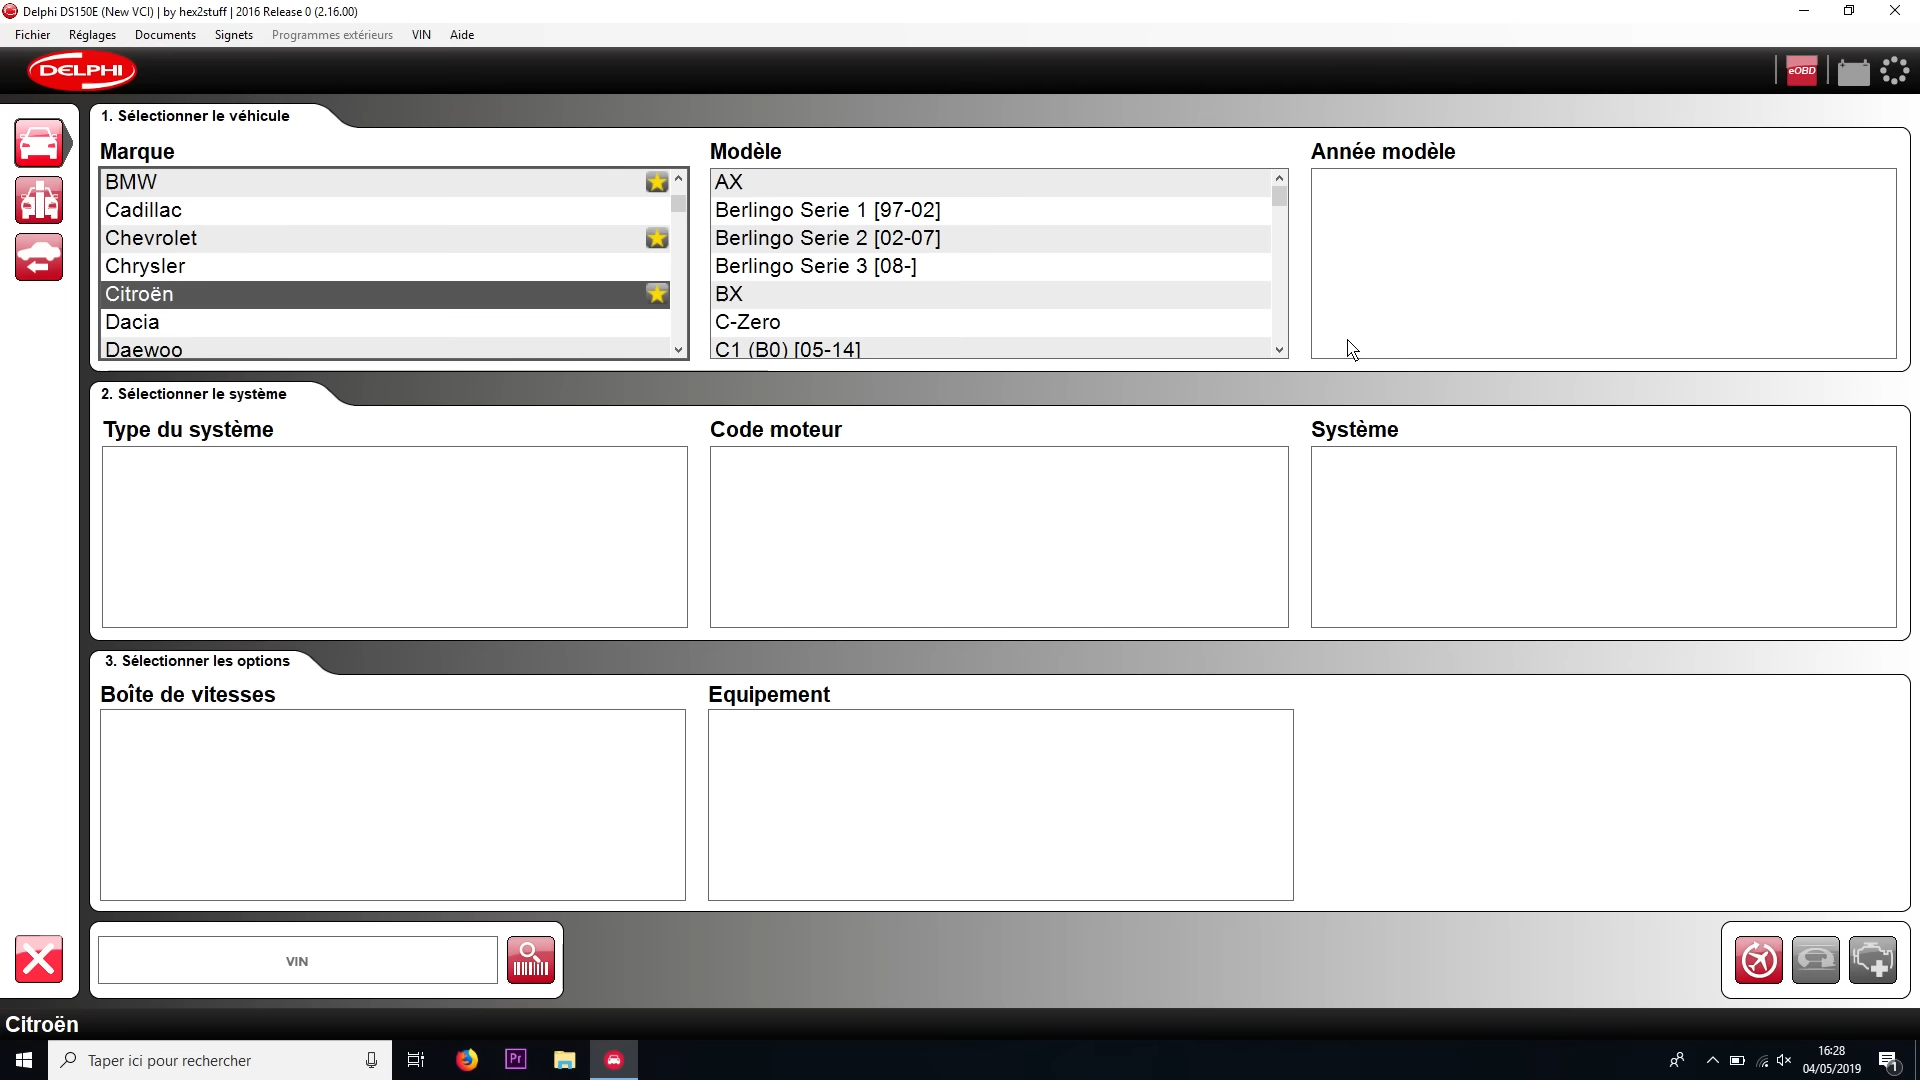 Delphi DS150E (New VCI) | by hex2stuff | 2016 Release 0 (2.16.00)
Fichier Réglages Documents Signets Programmes extérieurs VIN Aide
DELPHI
eOBD
1. Sélectionner le véhicule
Marque
BMW
Cadillac
Chevrolet
Chrysler
Citroën
Dacia
Daewoo
Modèle
AX
Berlingo Serie 1 [97-02]
Berlingo Serie 2 [02-07]
Berlingo Serie 3 [08-]
BX
C-Zero
C1 (B0) [05-14]
Année modèle
2. Sélectionner le système
Type du système
Code moteur
Système
3. Sélectionner les options
Boîte de vitesses
Equipement
VIN
Citroën
Taper ici pour rechercher
Pr
16:28
04/05/2019
1